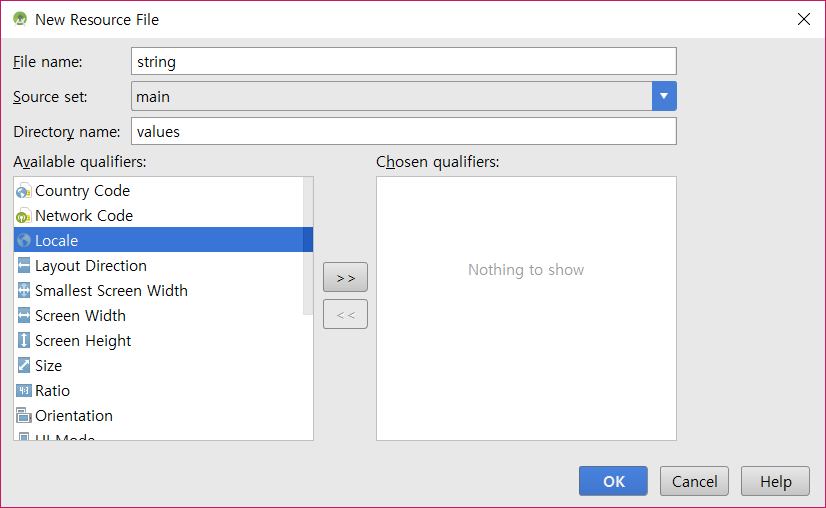 New Resource File
File name: string
Source set: main
Directory name: values
Available qualifiers:
Chosen qualifiers:
Country Code
Network Code
Locale
Layout Direction
Smallest Screen Width
Screen Width
Screen Height
Size
Ratio
Orientation
UI Mode
>>
<<
Nothing to show
OK
Cancel
Help